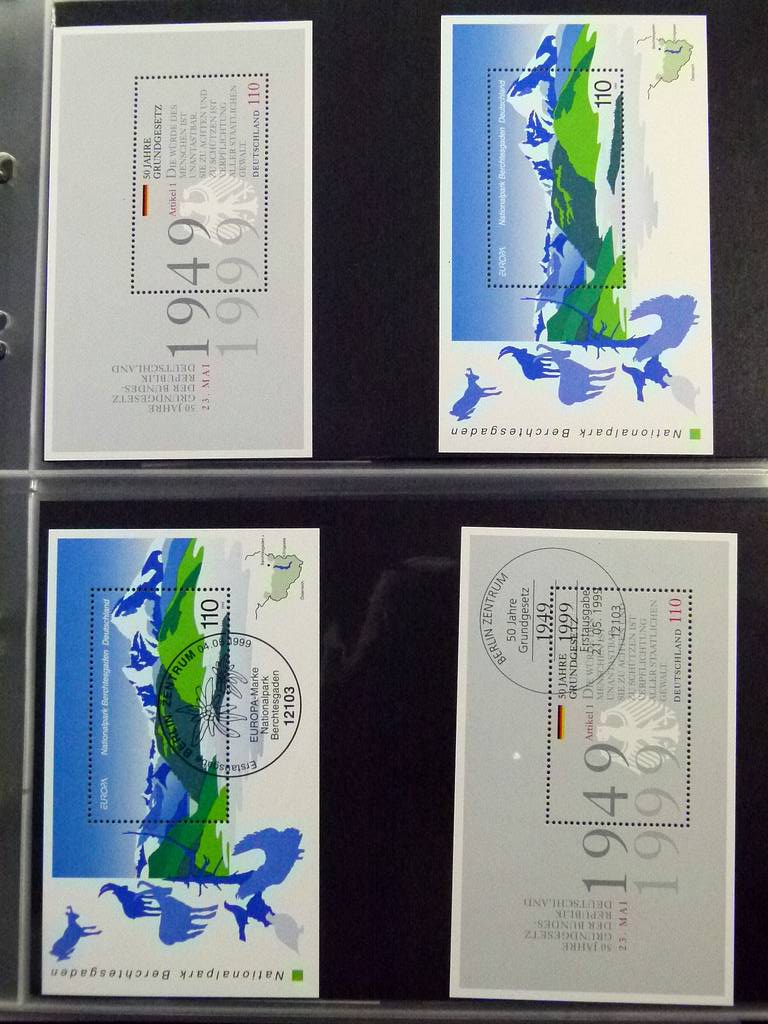 50 JAHRE
GRUNDGESETZ
Artikel 1 DIE WÜRDE DES
MENSCHEN IST
UNANTASTBAR.
SIE ZU ACHTEN UND
ZU SCHÜTZEN IST
VERPFLICHTUNG
ALLER STAATLICHEN
GEWALT.
DEUTSCHLAND 110
1949
1999
50 JAHRE
GRUNDGESETZ
DER BUNDES-
REPUBLIK
DEUTSCHLAND
23. MAI
EUROPA Nationalpark Berchtesgaden Deutschland
110
Nationalpark Berchtesgaden
EUROPA Nationalpark Berchtesgaden Deutschland
110
BERLIN ZENTRUM 04.05.99
EUROPA-Marke
Nationalpark
Berchtesgaden
12103
Erstausgabe
Nationalpark Berchtesgaden
BERLIN ZENTRUM
50 Jahre
Grundgesetz
1949
1999
Erstausgabe
21.05.1999
12103
50 JAHRE
GRUNDGESETZ
Artikel 1 DIE WÜRDE
UNANTASTBAR.
SIE ZU ACHTEN UND
ZU SCHÜTZEN IST
VERPFLICHTUNG
ALLER STAATLICHEN
GEWALT.
DEUTSCHLAND 110
1949
1999
50 JAHRE
GRUNDGESETZ
DER BUNDES-
REPUBLIK
DEUTSCHLAND
23. MAI